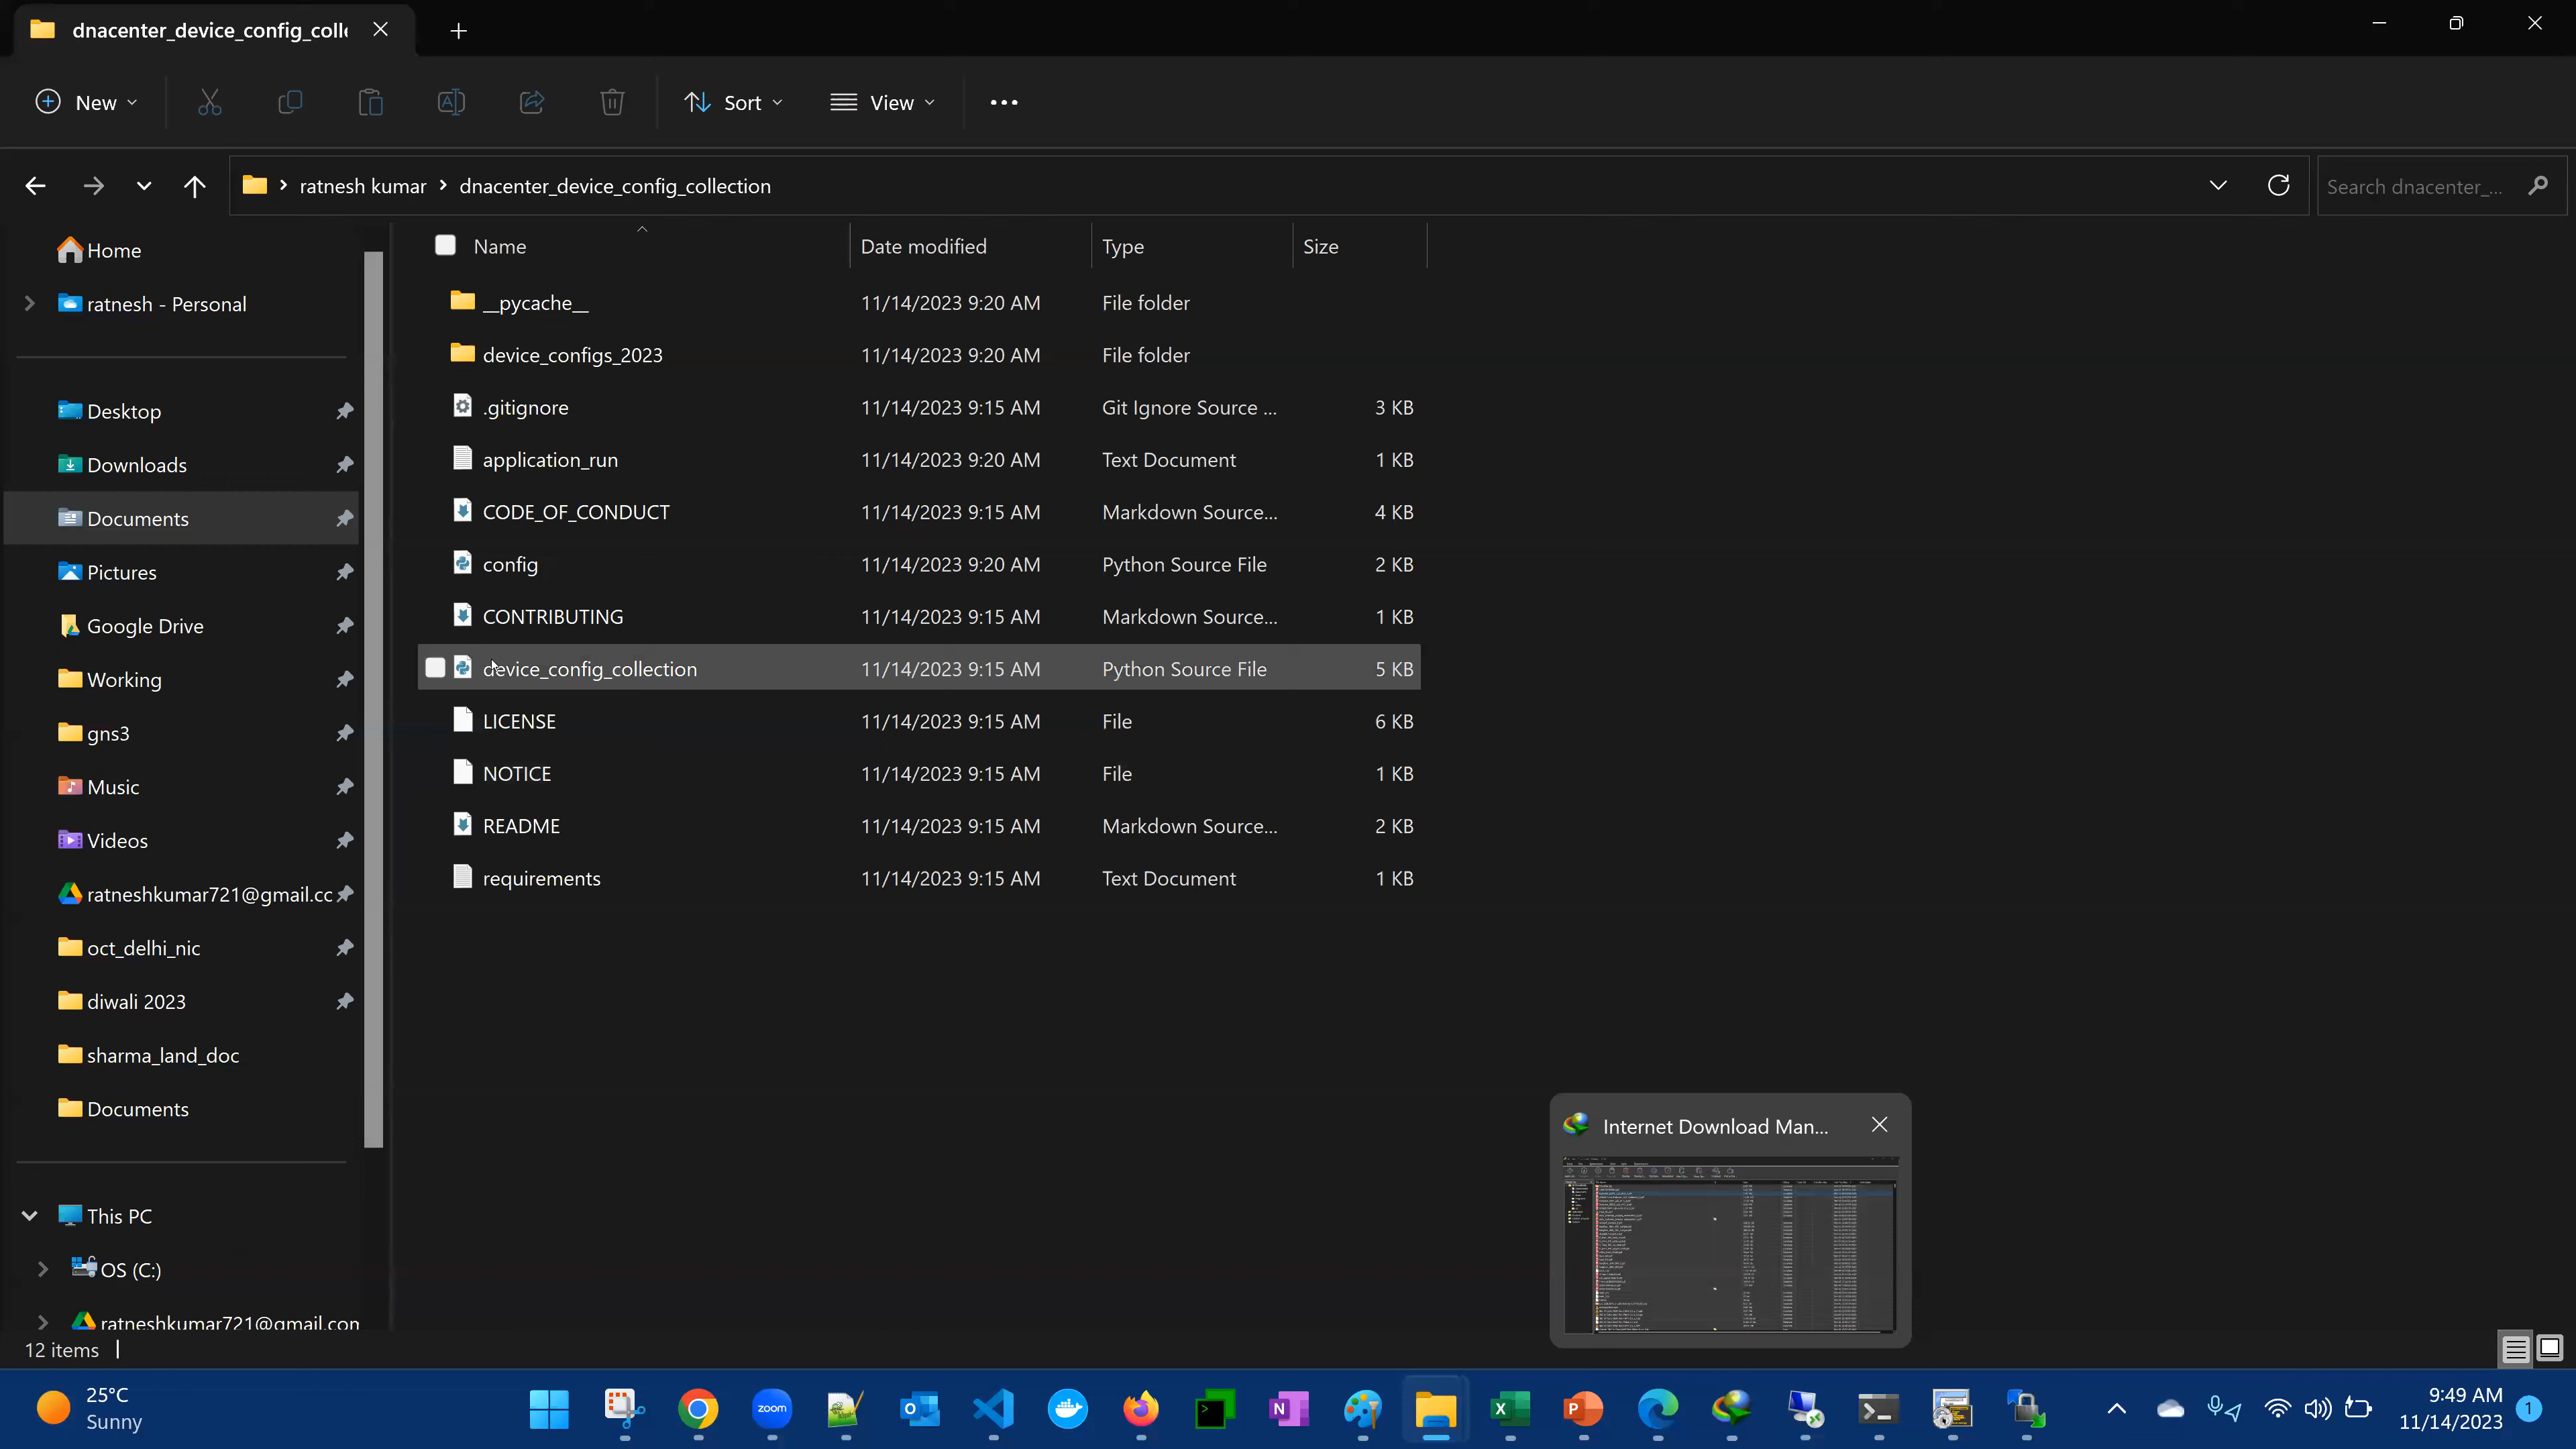 dnacenter_device_config_coll
New
Sort
View
ratnesh kumar
dnacenter_device_config_collection
Search dnacenter_...
Home
ratnesh - Personal
Desktop
Downloads
Documents
Pictures
Google Drive
Working
gns3
Music
Videos
ratneshkumar721@gmail.cc
oct_delhi_nic
diwali 2023
sharma_land_doc
Documents
This PC
OS (C:)
ratneshkumar721@gmail.con
Name Date modified Type Size
__pycache__ 11/14/2023 9:20 AM File folder
device_configs_2023 11/14/2023 9:20 AM File folder
.gitignore 11/14/2023 9:15 AM Git Ignore Source ... 3 KB
application_run 11/14/2023 9:20 AM Text Document 1 KB
CODE_OF_CONDUCT 11/14/2023 9:15 AM Markdown Source... 4 KB
config 11/14/2023 9:20 AM Python Source File 2 KB
CONTRIBUTING 11/14/2023 9:15 AM Markdown Source... 1 KB
device_config_collection 11/14/2023 9:15 AM Python Source File 5 KB
LICENSE 11/14/2023 9:15 AM File 6 KB
NOTICE 11/14/2023 9:15 AM File 1 KB
README 11/14/2023 9:15 AM Markdown Source... 2 KB
requirements 11/14/2023 9:15 AM Text Document 1 KB
Internet Download Man...
12 items
25°C
Sunny
zoom
9:49 AM
11/14/2023
1